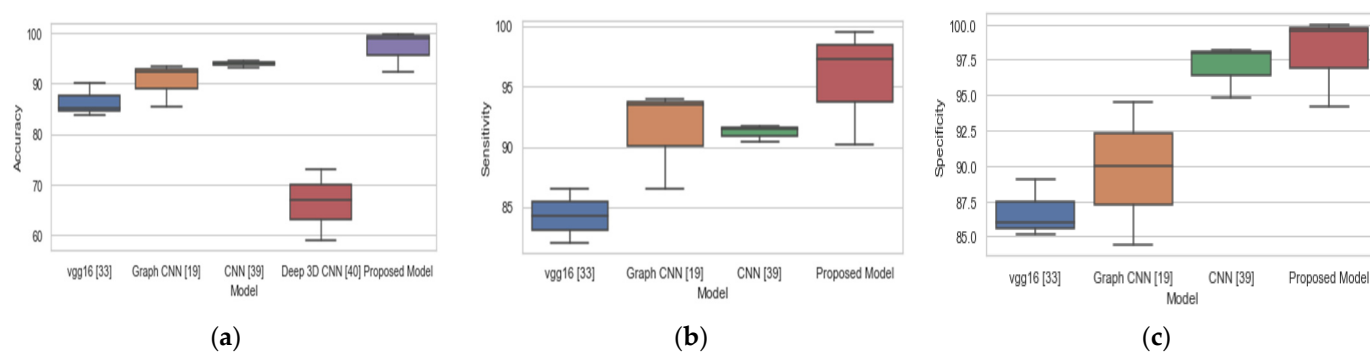 100
90
80
70
60
Accuracy
vgg16 [33] Graph CNN [19] CNN [39] Deep 3D CNN [40] Proposed Model
Model
(a)
100
95
90
85
Sensitivity
vgg16 [33] Graph CNN [19] CNN [39] Proposed Model
Model
(b)
100.0
97.5
95.0
92.5
90.0
87.5
85.0
Specificity
vgg16 [33] Graph CNN [19] CNN [39] Proposed Model
Model
(c)